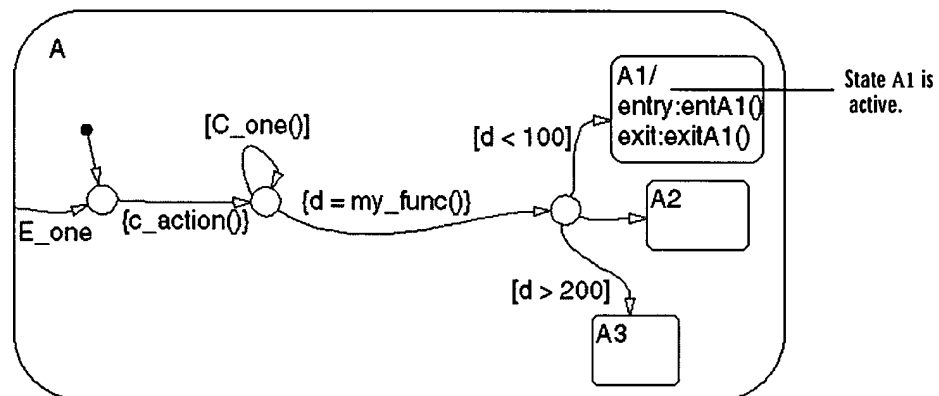 A
A1/
entry:entA1()
exit:exitA1()
State A1 is
active.
[C_one()]
[d < 100]
E_one
{c_action()}
{d = my_func()}
A2
[d > 200]
A3